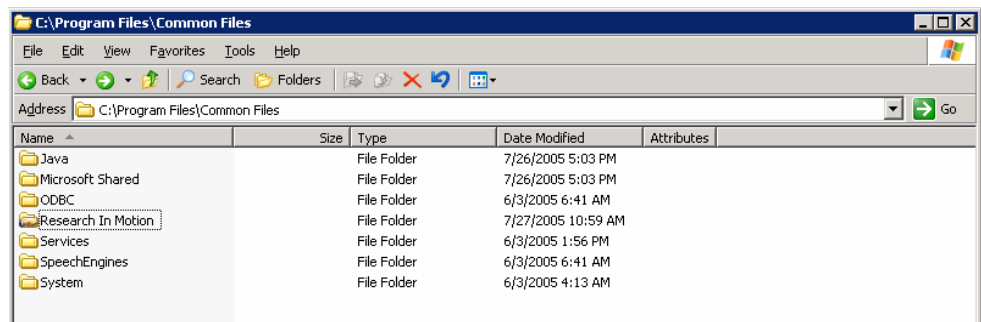 C:\Program Files\Common Files
File Edit View Favorites Tools Help
Back Search Folders
Address C:\Program Files\Common Files Go
Name Size Type Date Modified Attributes
Java File Folder 7/26/2005 5:03 PM
Microsoft Shared File Folder 7/26/2005 5:03 PM
ODBC File Folder 6/3/2005 6:41 AM
Research In Motion File Folder 7/27/2005 10:59 AM
Services File Folder 6/3/2005 1:56 PM
SpeechEngines File Folder 6/3/2005 6:41 AM
System File Folder 6/3/2005 4:13 AM